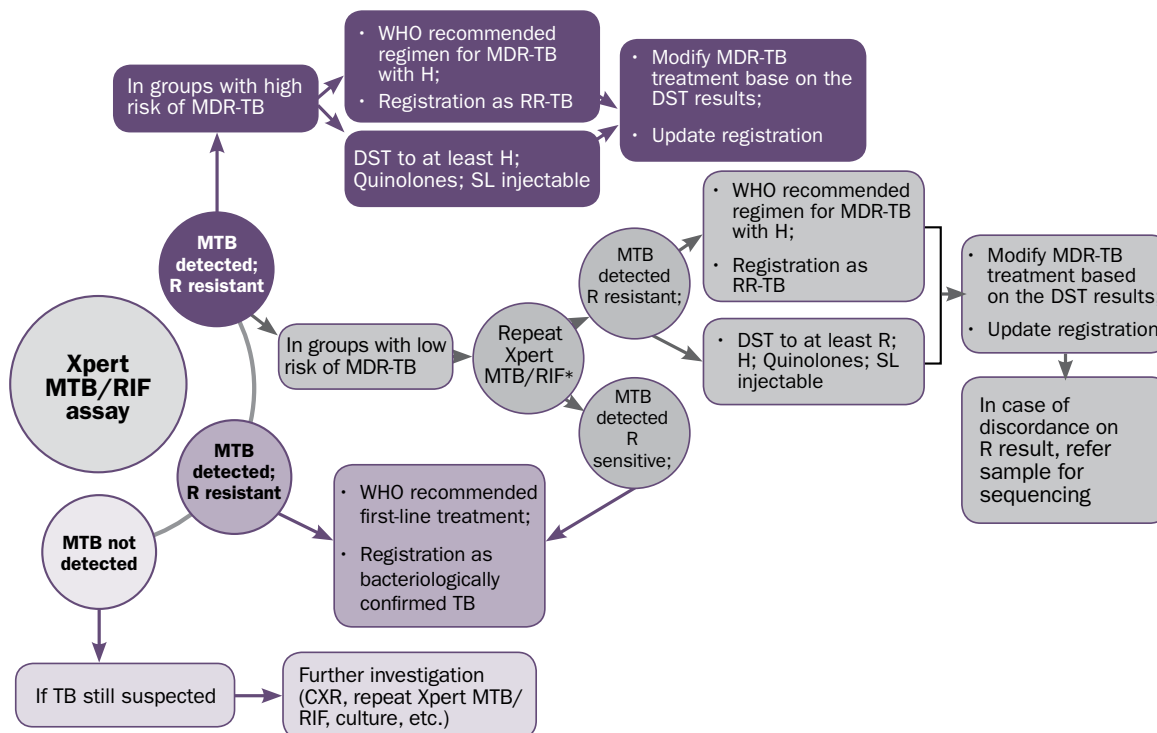 Xpert
MTB/RIF
assay
MTB
detected;
R resistant
In groups with high
risk of MDR-TB
• WHO recommended
regimen for MDR-TB
with H;
• Registration as RR-TB
DST to at least H;
Quinolones; SL injectable
• Modify MDR-TB
treatment base on the
DST results;
• Update registration
In groups with low
risk of MDR-TB
Repeat
Xpert
MTB/RIF*
MTB
detected
R resistant;
• WHO recommended
regimen for MDR-TB
with H;
• Registration as
RR-TB
• DST to at least R;
H; Quinolones; SL
injectable
• Modify MDR-TB
treatment based
on the DST results
• Update registration
In case of
discordance on
R result, refer
sample for
sequencing
MTB
detected
R
sensitive;
MTB
detected;
R resistant
• WHO recommended
first-line treatment;
• Registration as
bacteriologically
confirmed TB
MTB not
detected
If TB still suspected
Further investigation
(CXR, repeat Xpert MTB/
RIF, culture, etc.)